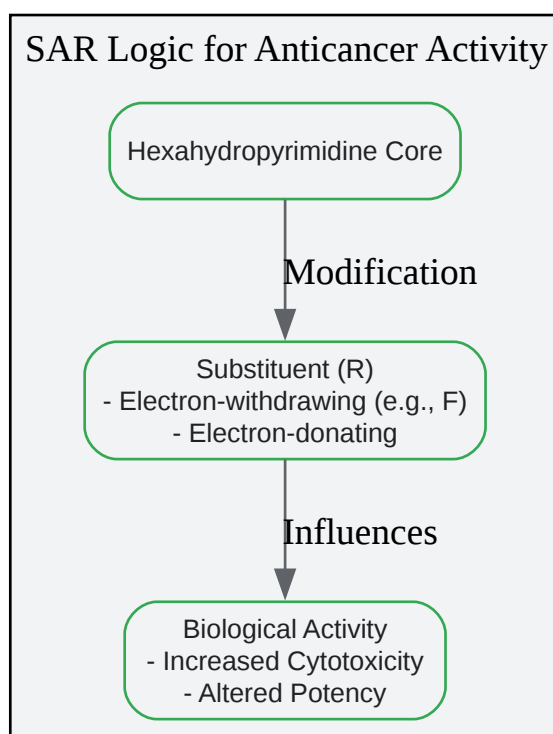 SAR Logic for Anticancer Activity
Hexahydropyrimidine Core
Modification
Substituent (R)
- Electron-withdrawing (e.g., F)
- Electron-donating
Influences
Biological Activity
- Increased Cytotoxicity
- Altered Potency